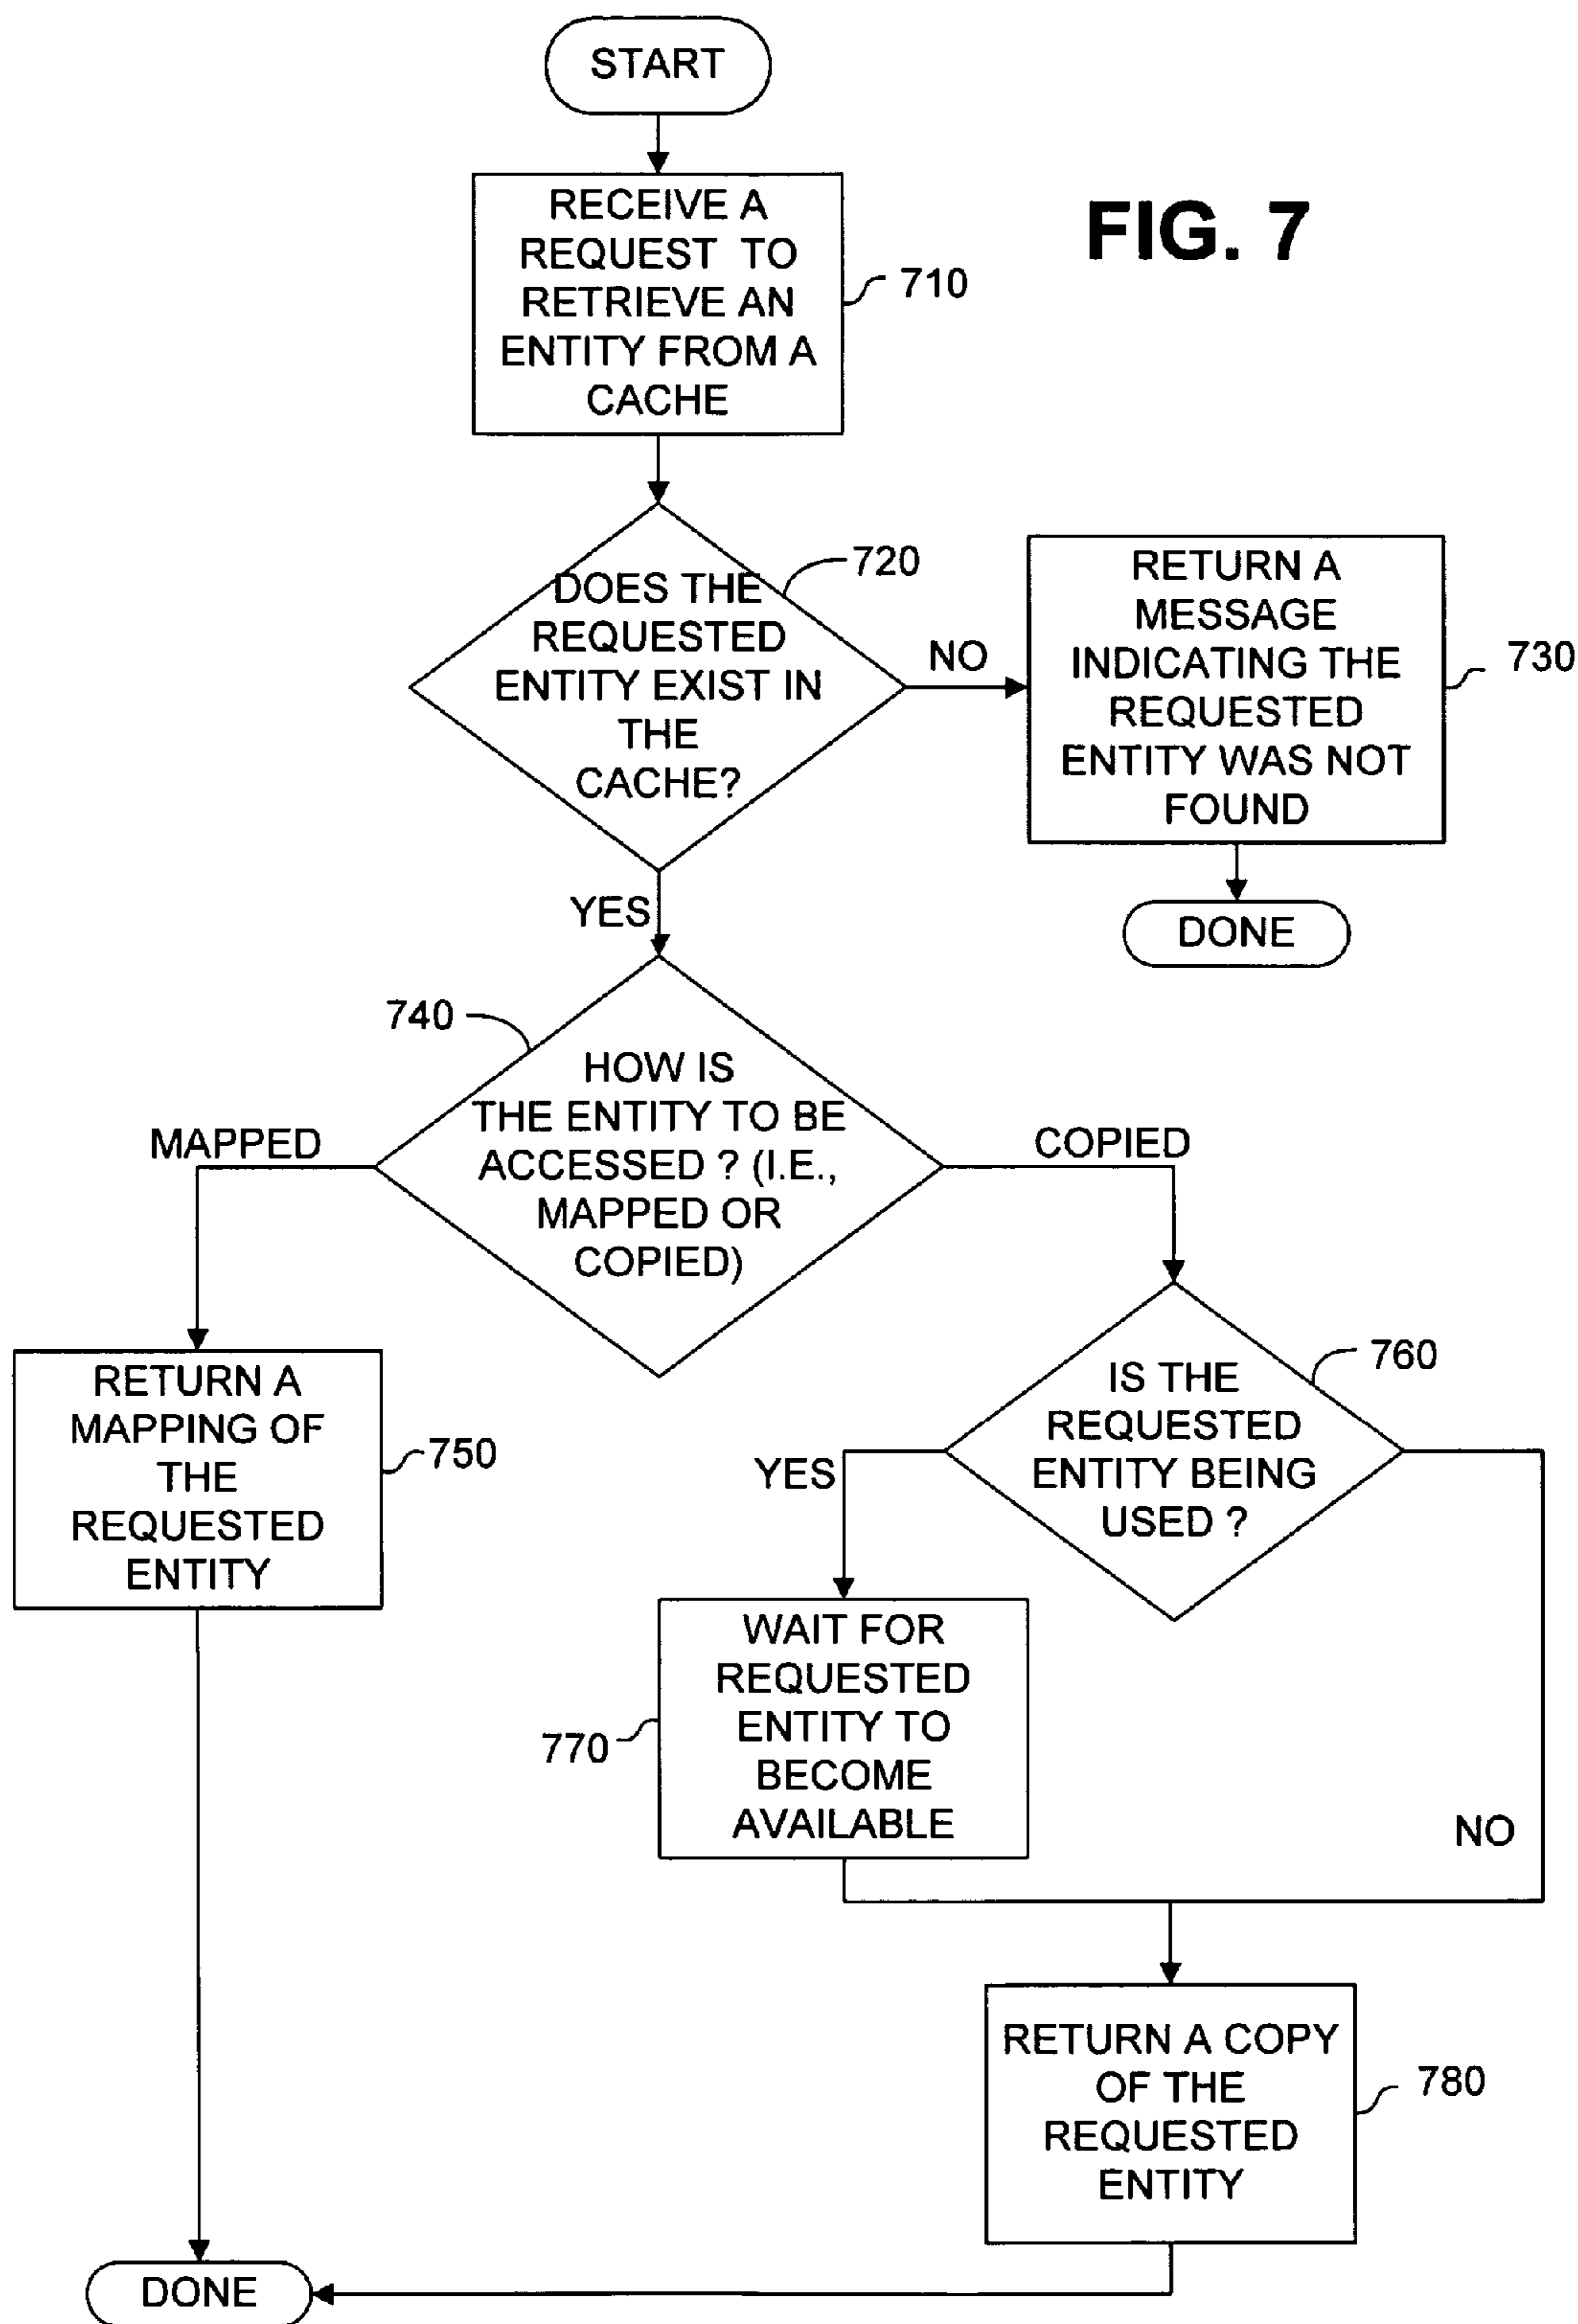 START
FIG. 7
RECEIVE A
REQUEST TO
RETRIEVE AN
ENTITY FROM A
CACHE
710
DOES THE
REQUESTED
ENTITY EXIST IN
THE
CACHE?
720
NO
RETURN A
MESSAGE
INDICATING THE
REQUESTED
ENTITY WAS NOT
FOUND
730
DONE
YES
740
HOW IS
THE ENTITY TO BE
ACCESSED ? (I.E.,
MAPPED OR
COPIED)
MAPPED
COPIED
RETURN A
MAPPING OF
THE
REQUESTED
ENTITY
750
IS THE
REQUESTED
ENTITY BEING
USED ?
760
YES
WAIT FOR
REQUESTED
ENTITY TO
BECOME
AVAILABLE
770
NO
RETURN A COPY
OF THE
REQUESTED
ENTITY
780
DONE